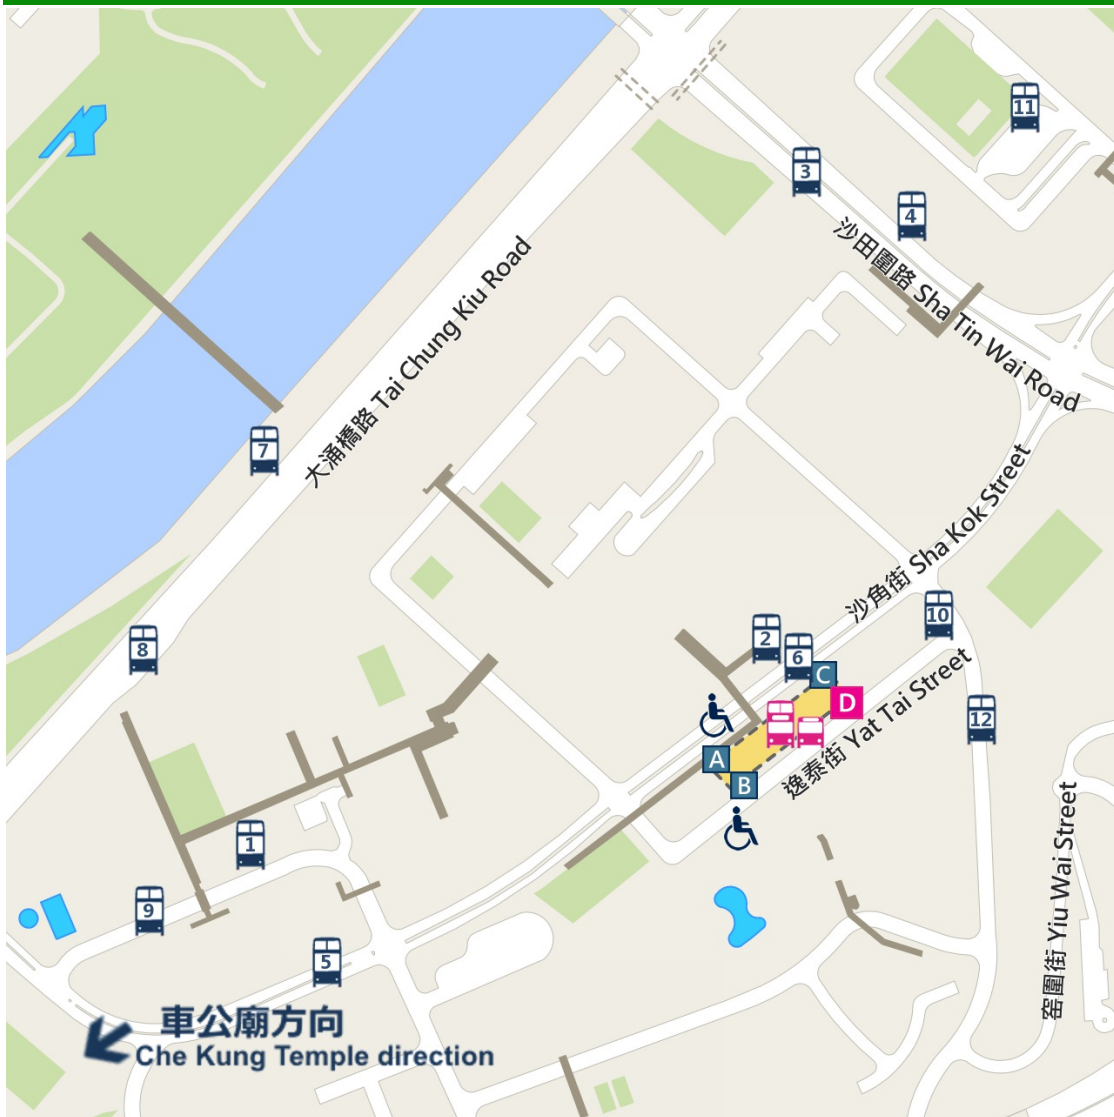 11
3
4
沙田圍路 Sha Tin Wai Road
大涌橋路 Tai Chung Kiu Road
7
沙角街 Sha Kok Street
10
2
6
8
C
D
12
A
B
逸泰街 Yat Tai Street
窰圍街 Yiu Wai Street
1
9
5
車公廟方向
Che Kung Temple direction